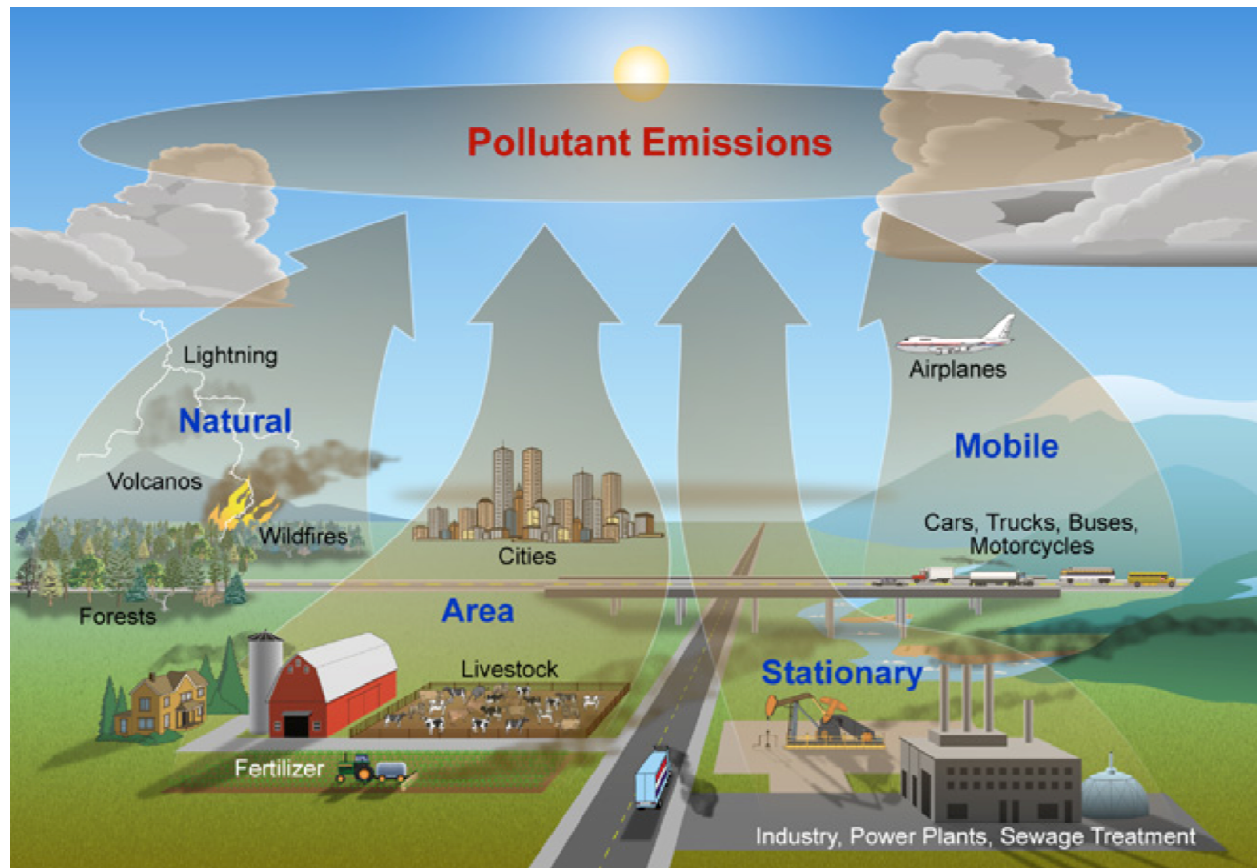 Pollutant Emissions
Lightning
Natural
Volcanos
Wildfires
Forests
Cities
Area
Livestock
Fertilizer
Airplanes
Mobile
Cars, Trucks, Buses,
Motorcycles
Stationary
Industry, Power Plants, Sewage Treatment